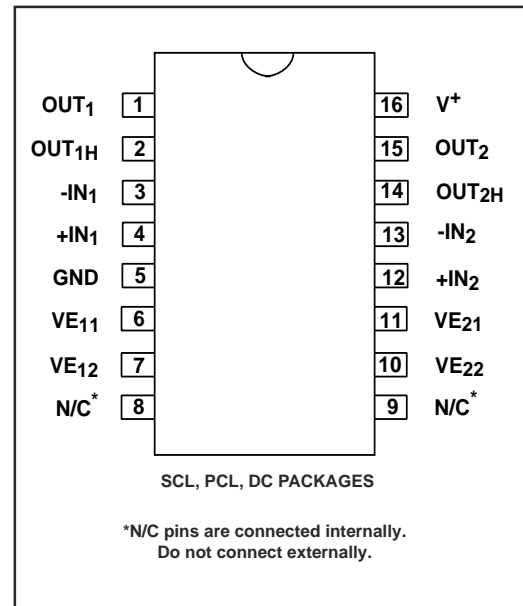 OUT1 1 16 V+
OUT1H 2 15 OUT2
-IN1 3 14 OUT2H
+IN1 4 13 -IN2
GND 5 12 +IN2
VE11 6 11 VE21
VE12 7 10 VE22
N/C* 8 9 N/C*
SCL, PCL, DC PACKAGES
*N/C pins are connected internally.
Do not connect externally.